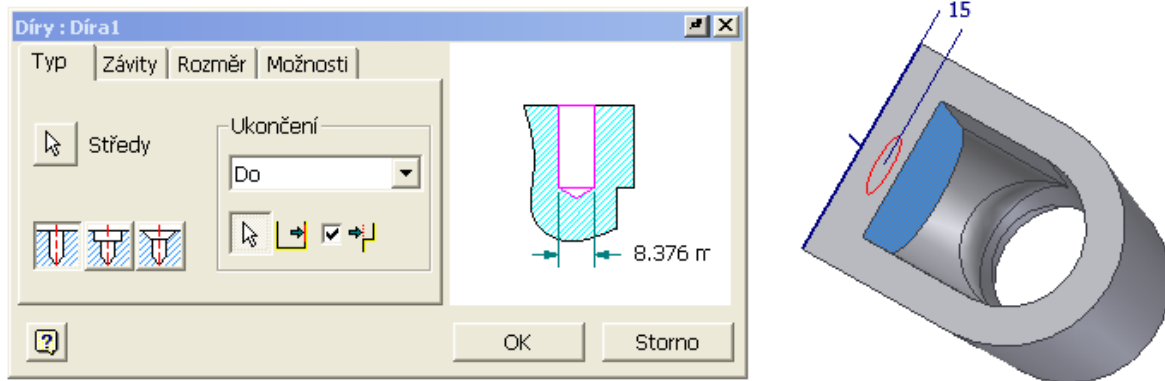 Díry : Díra1
Typ
Závity
Rozměr
Možnosti
Středy
Ukončení
Do
8.376 m
OK
Storno
15